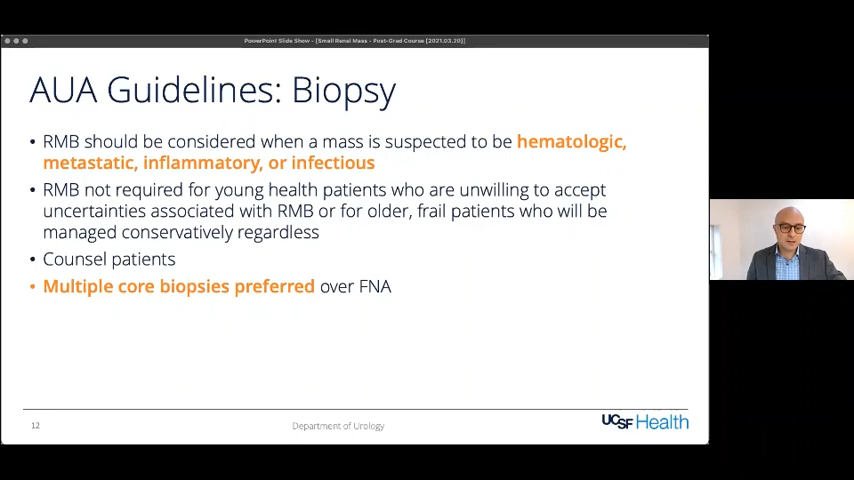 PowerPoint Slide Show - [Small Renal Mass - Post-Grad Course [2021.03.20]]
AUA Guidelines: Biopsy
• RMB should be considered when a mass is suspected to be hematologic,
metastatic, inflammatory, or infectious
• RMB not required for young health patients who are unwilling to accept
uncertainties associated with RMB or for older, frail patients who will be
managed conservatively regardless
• Counsel patients
• Multiple core biopsies preferred over FNA
12
Department of Urology
UCSF Health